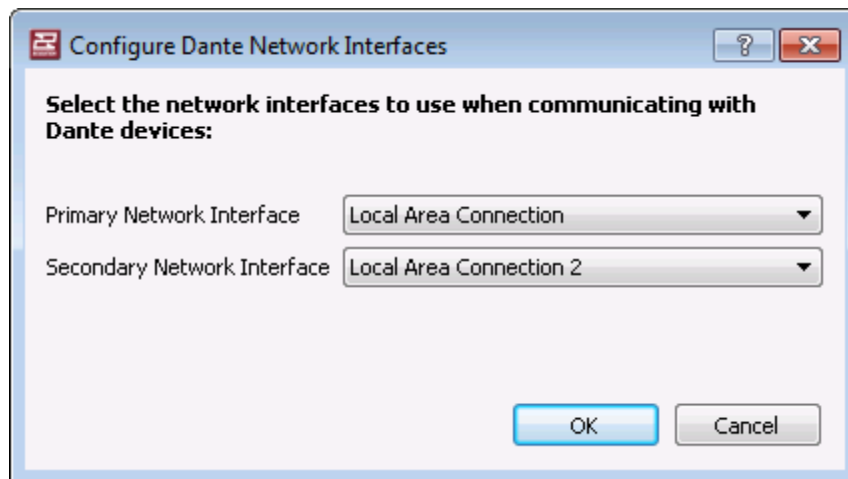 Configure Dante Network Interfaces
Select the network interfaces to use when communicating with
Dante devices:
Primary Network Interface Local Area Connection
Secondary Network Interface Local Area Connection 2
OK Cancel